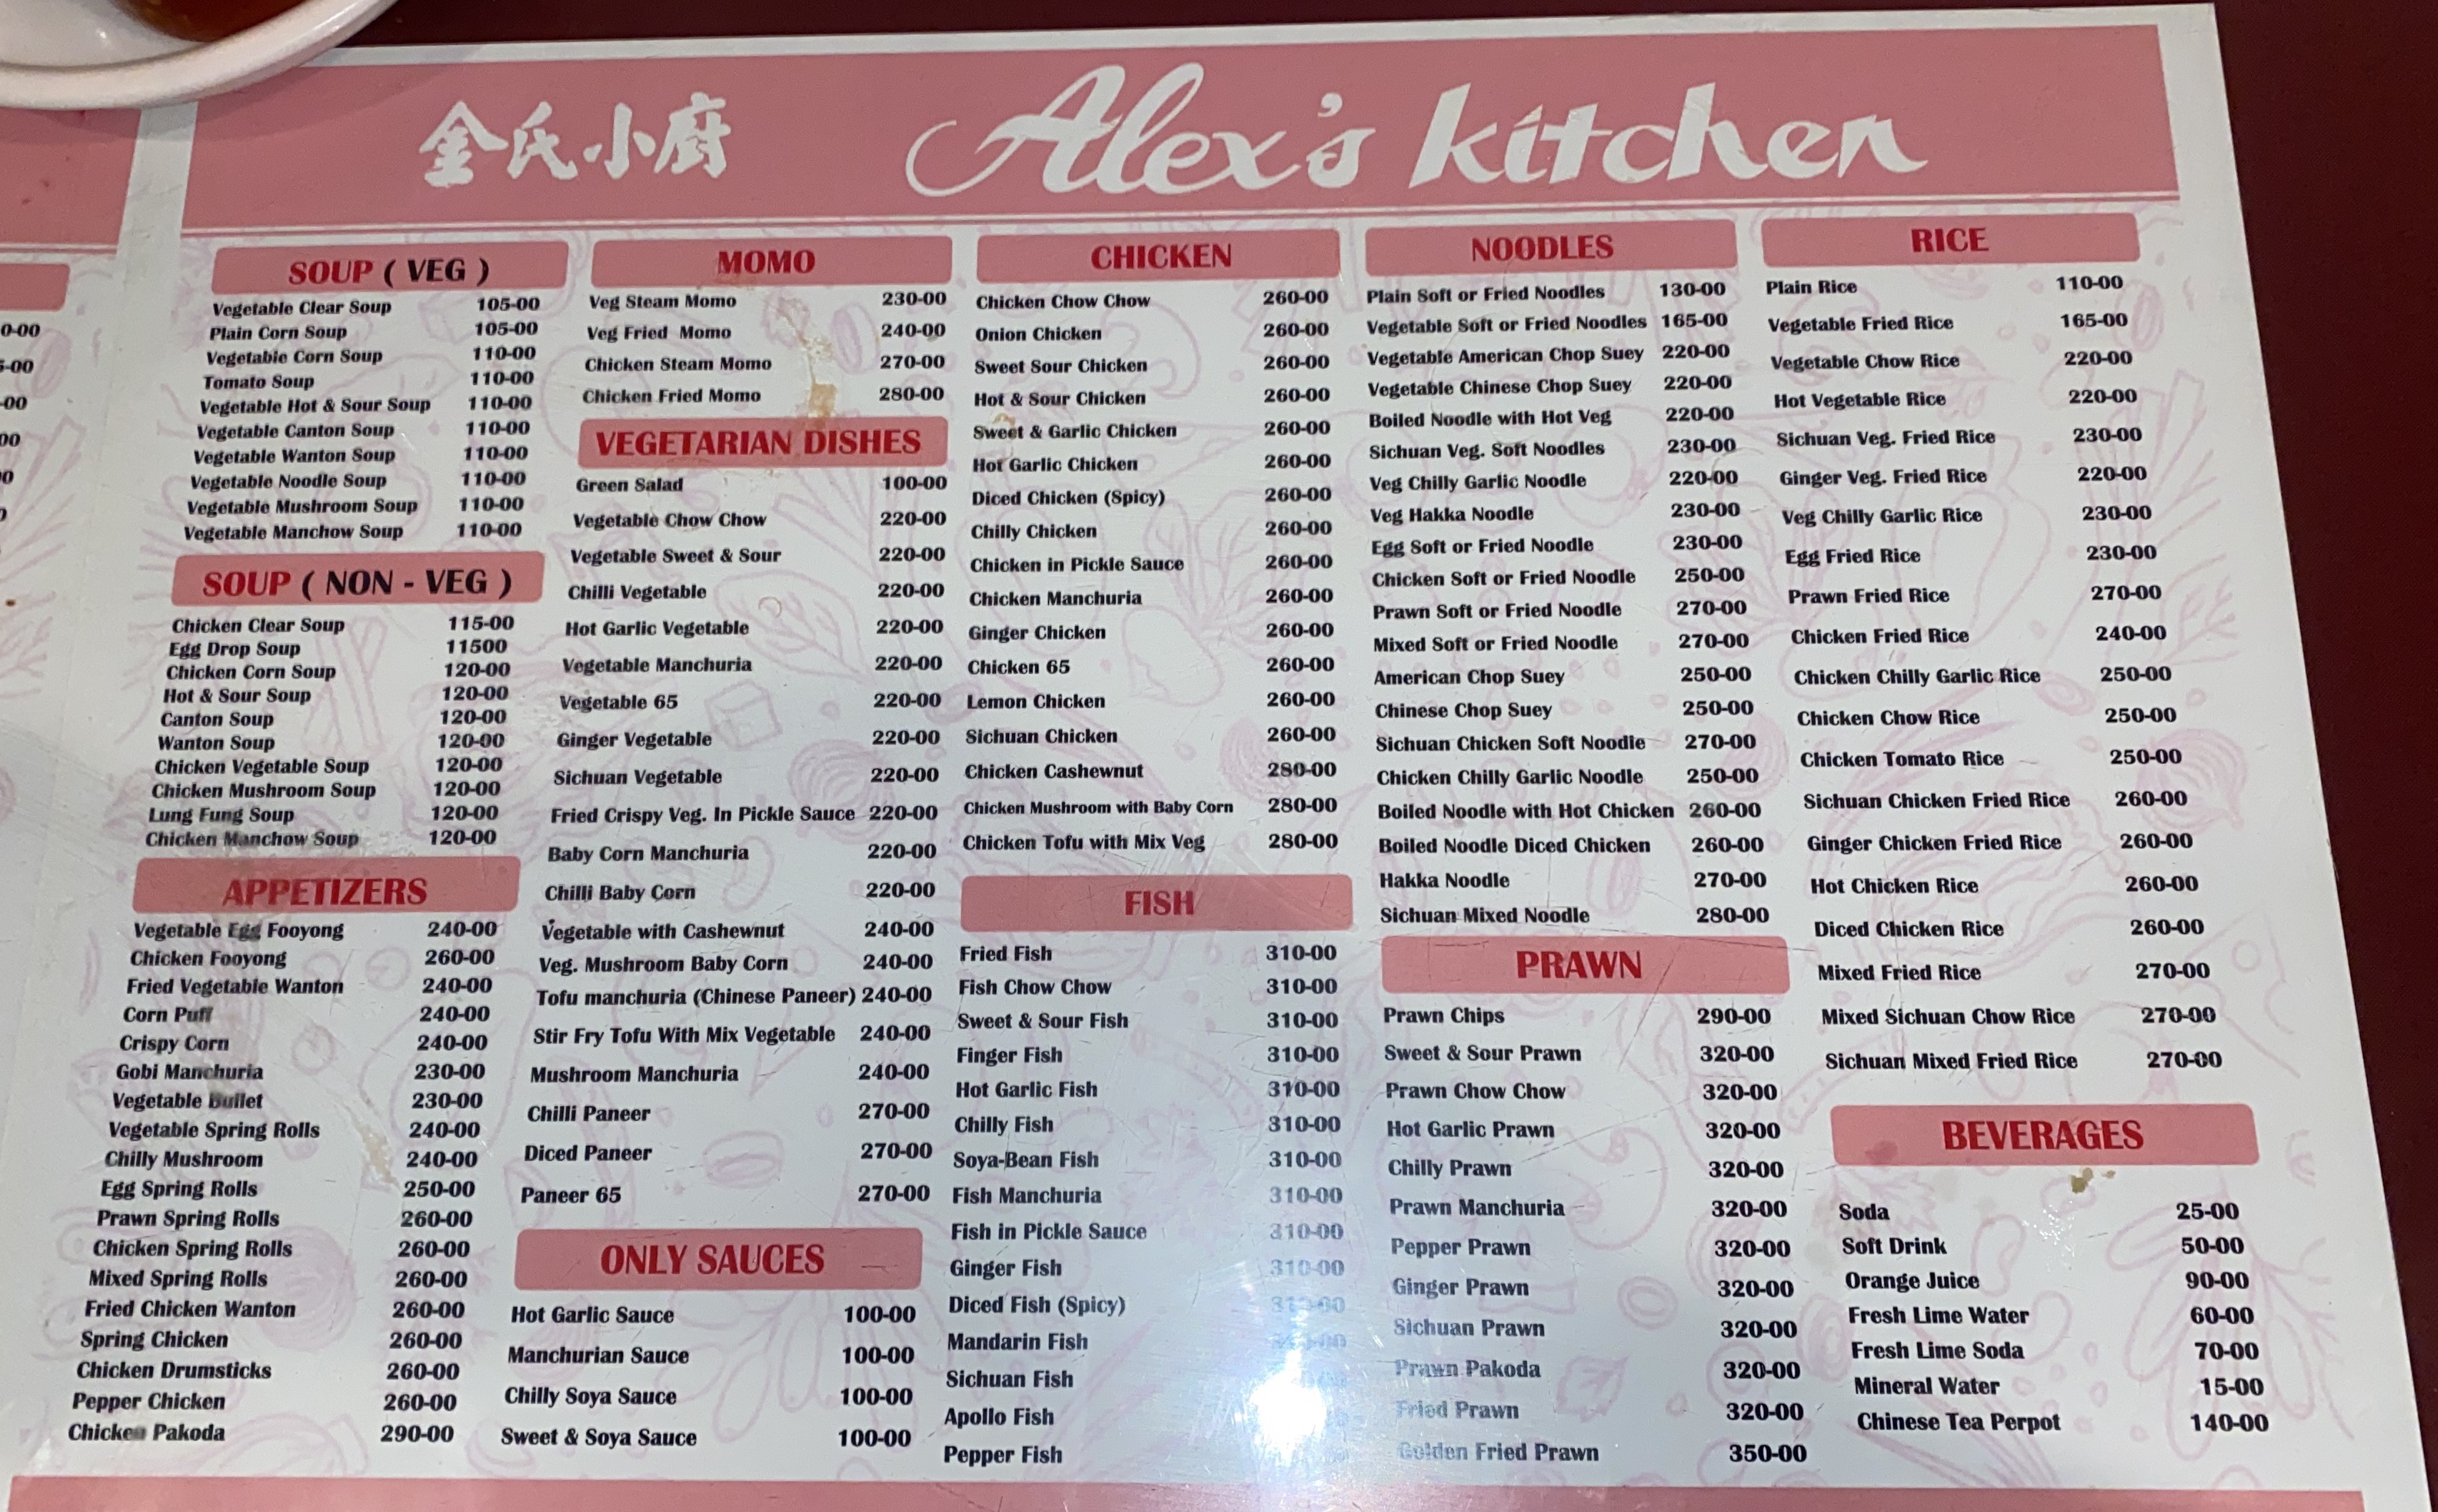 金氏小廚 Alex's kitchen
SOUP ( VEG )
Vegetable Clear Soup 105-00
Plain Corn Soup 105-00
Vegetable Corn Soup 110-00
Tomato Soup 110-00
Vegetable Hot & Sour Soup 110-00
Vegetable Canton Soup 110-00
Vegetable Wanton Soup 110-00
Vegetable Noodle Soup 110-00
Vegetable Mushroom Soup 110-00
Vegetable Manchow Soup 110-00
SOUP ( NON - VEG )
Chicken Clear Soup 115-00
Egg Drop Soup 11500
Chicken Corn Soup 120-00
Hot & Sour Soup 120-00
Canton Soup 120-00
Wanton Soup 120-00
Chicken Vegetable Soup 120-00
Chicken Mushroom Soup 120-00
Lung Fung Soup 120-00
Chicken Manchow Soup 120-00
APPETIZERS
Vegetable Egg Fooyong 240-00
Chicken Fooyong 260-00
Fried Vegetable Wanton 240-00
Corn Puff 240-00
Crispy Corn 240-00
Gobi Manchuria 230-00
Vegetable Bullet 230-00
Vegetable Spring Rolls 240-00
Chilly Mushroom 240-00
Egg Spring Rolls 250-00
Prawn Spring Rolls 260-00
Chicken Spring Rolls 260-00
Mixed Spring Rolls 260-00
Fried Chicken Wanton 260-00
Spring Chicken 260-00
Chicken Drumsticks 260-00
Pepper Chicken 260-00
Chicken Pakoda 290-00
MOMO
Veg Steam Momo 230-00
Veg Fried Momo 240-00
Chicken Steam Momo 270-00
Chicken Fried Momo 280-00
VEGETARIAN DISHES
Green Salad 100-00
Vegetable Chow Chow 220-00
Vegetable Sweet & Sour 220-00
Chilli Vegetable 220-00
Hot Garlic Vegetable 220-00
Vegetable Manchuria 220-00
Vegetable 65 220-00
Ginger Vegetable 220-00
Sichuan Vegetable 220-00
Fried Crispy Veg. In Pickle Sauce 220-00
Baby Corn Manchuria 220-00
Chilli Baby Corn 220-00
Vegetable with Cashewnut 240-00
Veg. Mushroom Baby Corn 240-00
Tofu manchuria (Chinese Paneer) 240-00
Stir Fry Tofu With Mix Vegetable 240-00
Mushroom Manchuria 240-00
Chilli Paneer 270-00
Diced Paneer 270-00
Paneer 65 270-00
ONLY SAUCES
Hot Garlic Sauce 100-00
Manchurian Sauce 100-00
Chilly Soya Sauce 100-00
Sweet & Soya Sauce 100-00
CHICKEN
Chicken Chow Chow 260-00
Onion Chicken 260-00
Sweet Sour Chicken 260-00
Hot & Sour Chicken 260-00
Sweet & Garlic Chicken 260-00
Hot Garlic Chicken 260-00
Diced Chicken (Spicy) 260-00
Chilly Chicken 260-00
Chicken in Pickle Sauce 260-00
Chicken Manchuria 260-00
Ginger Chicken 260-00
Chicken 65 260-00
Lemon Chicken 260-00
Sichuan Chicken 260-00
Chicken Cashewnut 280-00
Chicken Mushroom with Baby Corn 280-00
Chicken Tofu with Mix Veg 280-00
FISH
Fried Fish 310-00
Fish Chow Chow 310-00
Sweet & Sour Fish 310-00
Finger Fish 310-00
Hot Garlic Fish 310-00
Chilly Fish 310-00
Soya-Bean Fish 310-00
Fish Manchuria 310-00
Fish in Pickle Sauce 310-00
Ginger Fish 310-00
Diced Fish (Spicy)
Mandarin Fish
Sichuan Fish
Apollo Fish
Pepper Fish
NOODLES
Plain Soft or Fried Noodles 130-00
Vegetable Soft or Fried Noodles 165-00
Vegetable American Chop Suey 220-00
Vegetable Chinese Chop Suey 220-00
Boiled Noodle with Hot Veg 220-00
Sichuan Veg. Soft Noodles 230-00
Veg Chilly Garlic Noodle 220-00
Veg Hakka Noodle 230-00
Egg Soft or Fried Noodle 230-00
Chicken Soft or Fried Noodle 250-00
Prawn Soft or Fried Noodle 270-00
Mixed Soft or Fried Noodle 270-00
American Chop Suey 250-00
Chinese Chop Suey 250-00
Sichuan Chicken Soft Noodle 270-00
Chicken Chilly Garlic Noodle 250-00
Boiled Noodle with Hot Chicken 260-00
Boiled Noodle Diced Chicken 260-00
Hakka Noodle 270-00
Sichuan Mixed Noodle 280-00
PRAWN
Prawn Chips 290-00
Sweet & Sour Prawn 320-00
Prawn Chow Chow 320-00
Hot Garlic Prawn 320-00
Chilly Prawn 320-00
Prawn Manchuria 320-00
Pepper Prawn 320-00
Ginger Prawn 320-00
Sichuan Prawn 320-00
Prawn Pakoda 320-00
Fried Prawn 320-00
Golden Fried Prawn 350-00
RICE
Plain Rice 110-00
Vegetable Fried Rice 165-00
Vegetable Chow Rice 220-00
Hot Vegetable Rice 220-00
Sichuan Veg. Fried Rice 230-00
Ginger Veg. Fried Rice 220-00
Veg Chilly Garlic Rice 230-00
Egg Fried Rice 230-00
Prawn Fried Rice 270-00
Chicken Fried Rice 240-00
Chicken Chilly Garlic Rice 250-00
Chicken Chow Rice 250-00
Chicken Tomato Rice 250-00
Sichuan Chicken Fried Rice 260-00
Ginger Chicken Fried Rice 260-00
Hot Chicken Rice 260-00
Diced Chicken Rice 260-00
Mixed Fried Rice 270-00
Mixed Sichuan Chow Rice 270-00
Sichuan Mixed Fried Rice 270-00
BEVERAGES
Soda 25-00
Soft Drink 50-00
Orange Juice 90-00
Fresh Lime Water 60-00
Fresh Lime Soda 70-00
Mineral Water 15-00
Chinese Tea Perpot 140-00